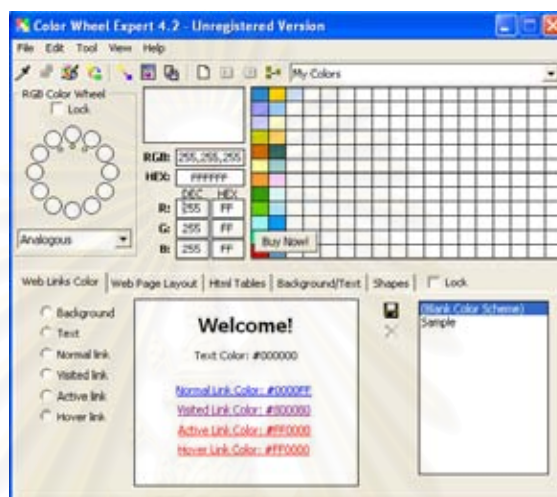 Color Wheel Expert 4.2 - Unregistered Version
File Edit Tool View Help
My Colors
RGB Color Wheel
Lock
RGB: 255,255,255
HEX: FFFFFF
DEC HEX
R: 255 FF
G: 255 FF
B: 255 FF
Buy Now!
Analogous
Web Links Color Web Page Layout Html Tables Background/Text Shapes Lock
Background
Text
Normal link
Visited link
Active link
Hover link
Welcome!
Text Color: #000000
Normal Link Color: #0000FF
Visited Link Color: #800080
Active Link Color: #FF0000
Hover Link Color: #FF0000
(Blank Color Scheme)
Sample